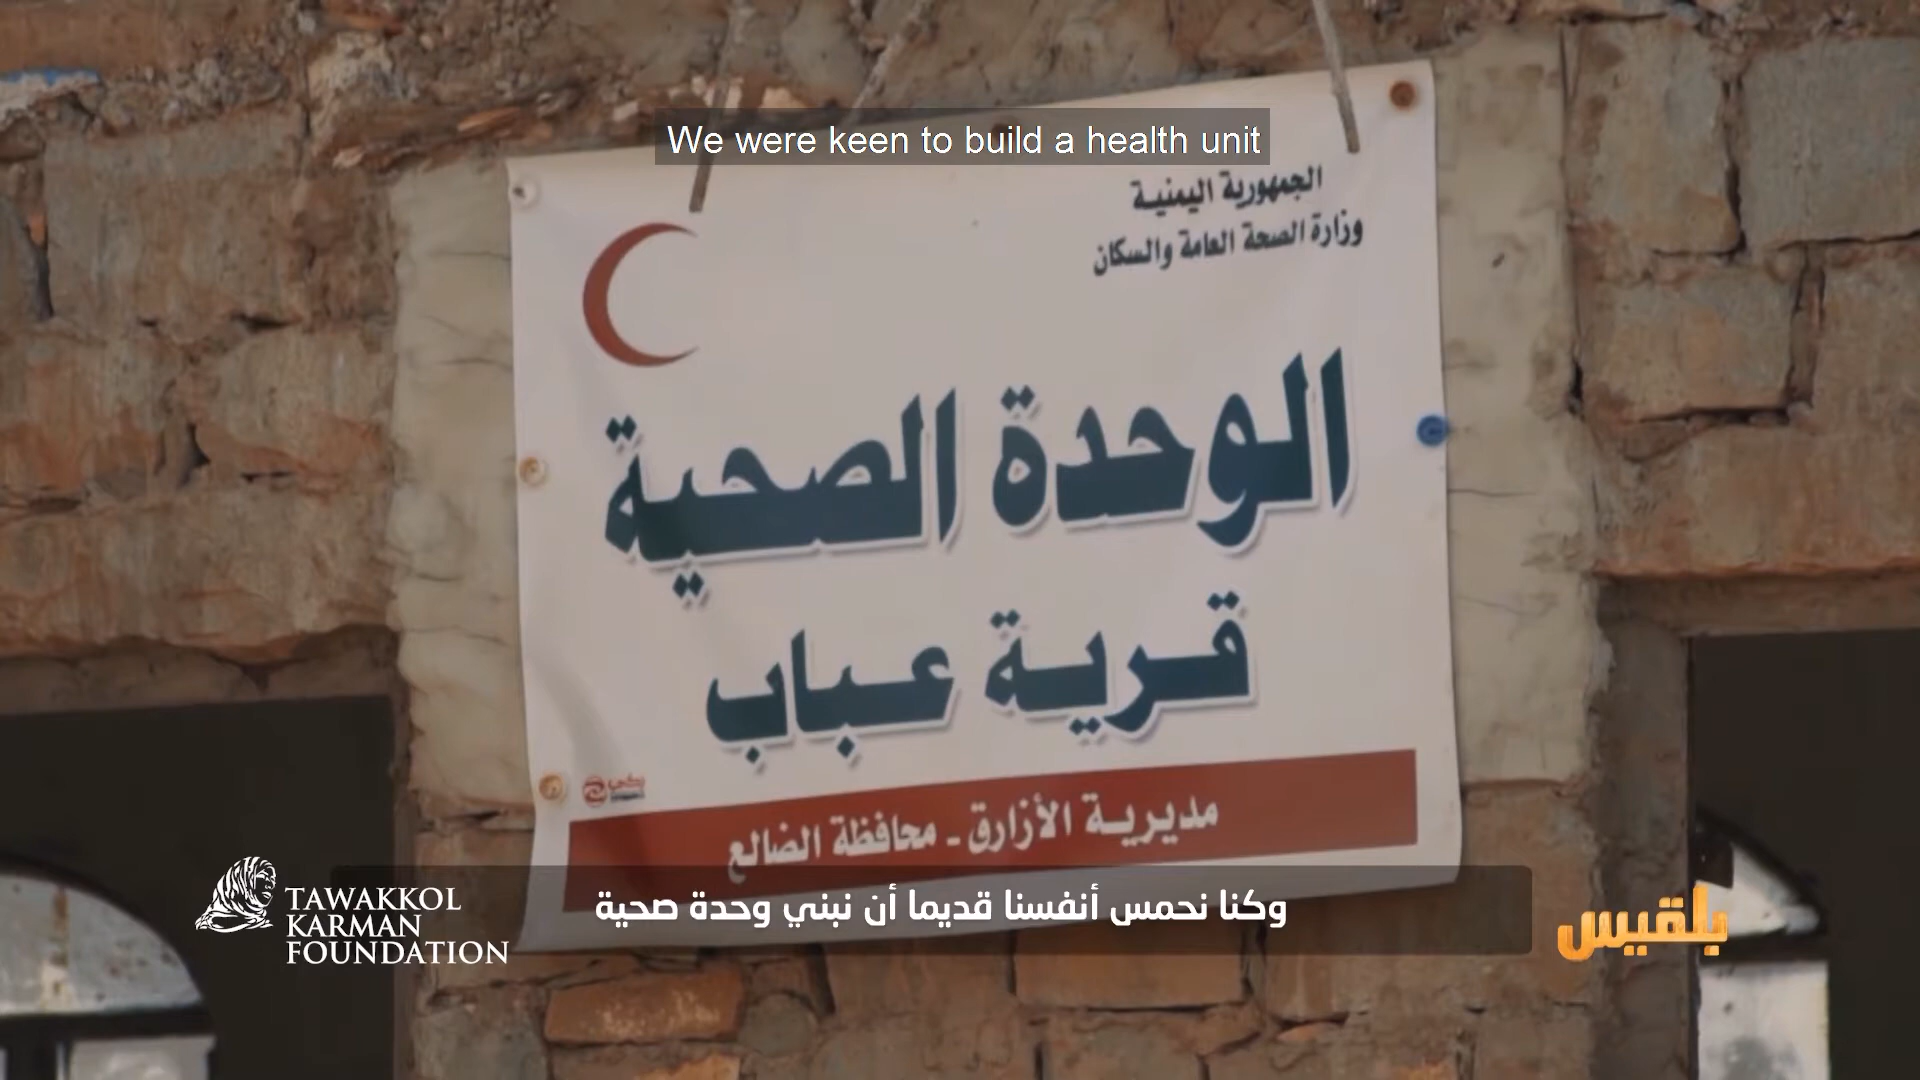 We were keen to build a health unit
الجمهورية اليمنية
وزارة الصحة العامة والسكان
الوحدة الصحية
قرية عباب
مديرية الأزارق - محافظة الضالع
وكنا نحمس أنفسنا قديما أن نبني وحدة صحية
TAWAKKOL
KARMAN
FOUNDATION
بلقيس